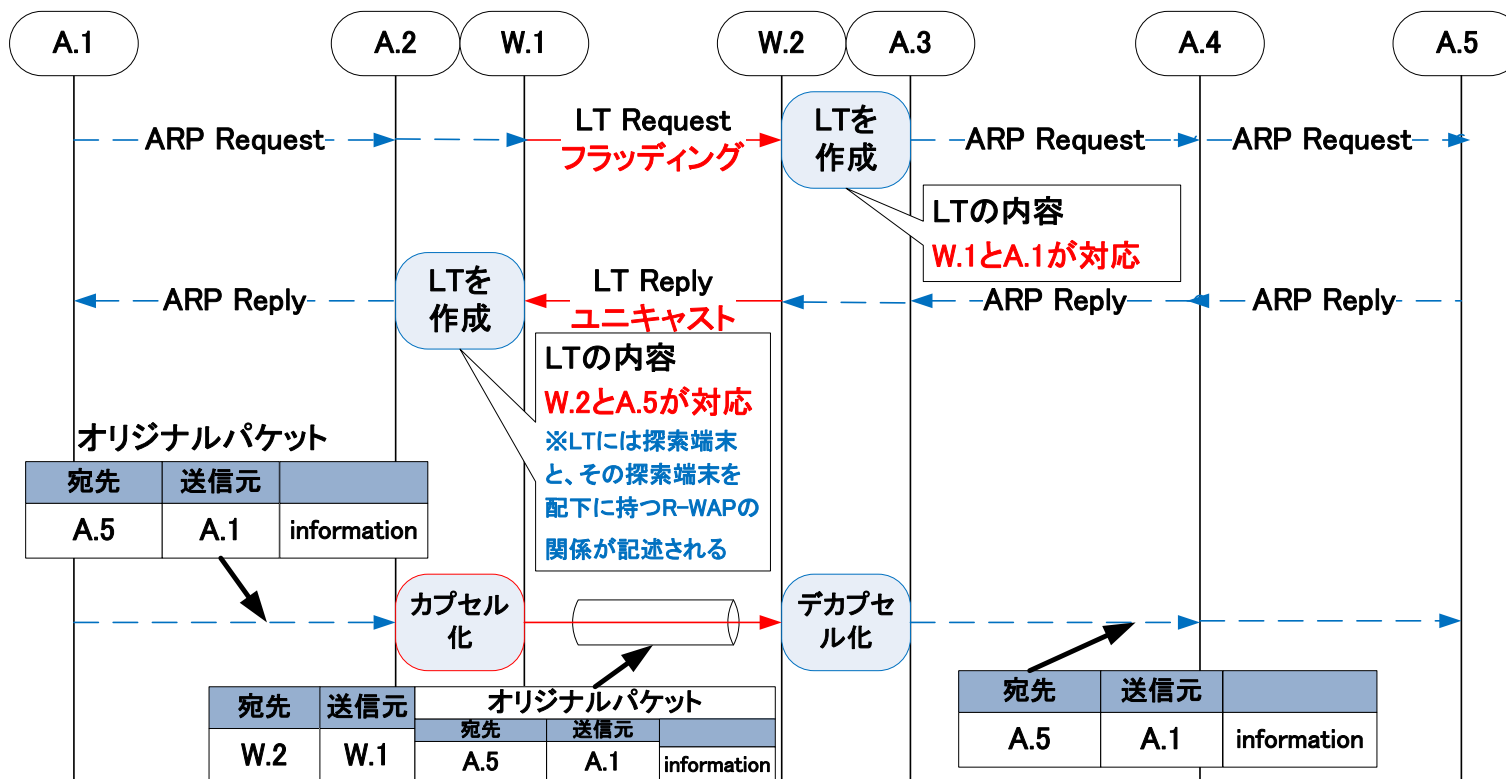 A.1
A.2
W.1
W.2
A.3
A.4
A.5
ARP Request
LT Request
フラッディング
LTを
作成
ARP Request
ARP Request
LTの内容
W.1とA.1が対応
ARP Reply
LTを
作成
LT Reply
ユニキャスト
ARP Reply
ARP Reply
LTの内容
W.2とA.5が対応
※LTには探索端末
と、その探索端末を
配下に持つR-WAPの
関係が記述される
オリジナルパケット
宛先 送信元
A.5 A.1 information
カプセル
化
デカプセ
ル化
宛先 送信元 オリジナルパケット
宛先 送信元
W.2 W.1 A.5 A.1 information
宛先 送信元
A.5 A.1 information